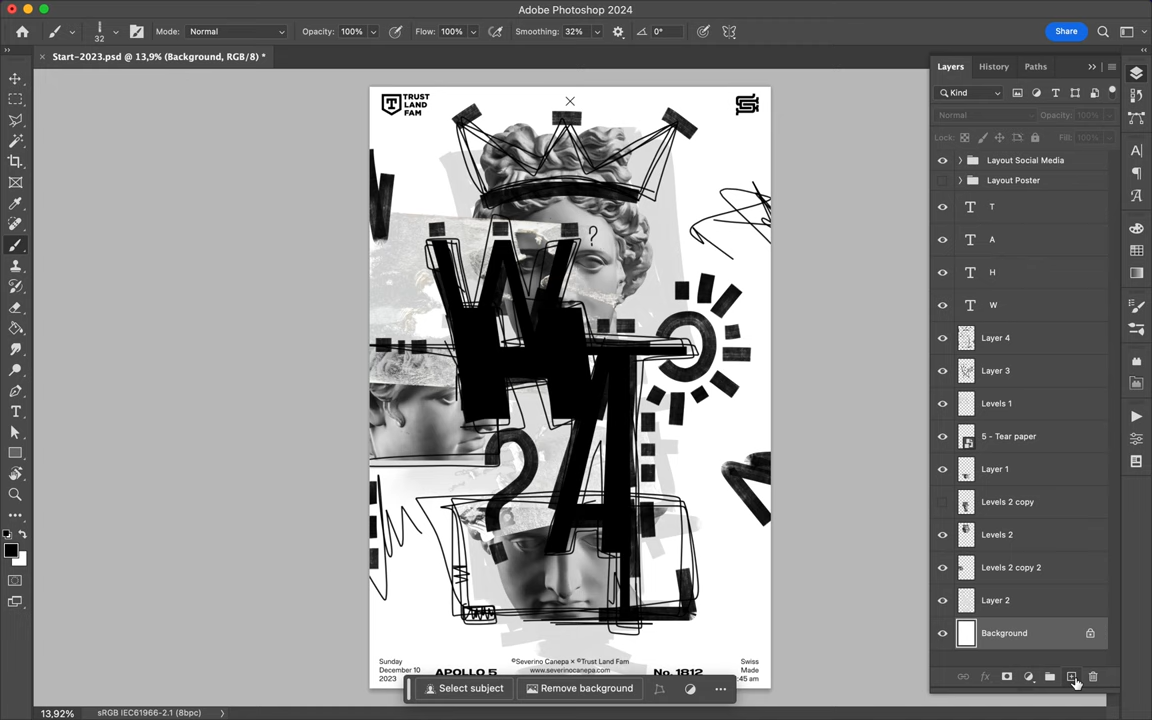 Adobe Photoshop 2024
32
Mode: Normal
Opacity: 100%
Flow: 100%
Smoothing: 32%
0°
Share
Start-2023.psd @ 13,9% (Background, RGB/8) *
Layers
History
Paths
Kind
Normal
Opacity: 100%
Lock:
Fill: 100%
Layout Social Media
Layout Poster
T
A
H
W
Layer 4
Layer 3
Levels 1
5 - Tear paper
Layer 1
Levels 2 copy
Levels 2
Levels 2 copy 2
Layer 2
Background
TRUST
LAND
FAM
?
W
H
A
T
?
Sunday
December 10
2023
APOLLO 5
©Severino Canepa × ©Trust Land Fam
www.severinocanepa.com
No. 1812
Swiss
Made
:45 am
Select subject
Remove background
13,92%
sRGB IEC61966-2.1 (8bpc)